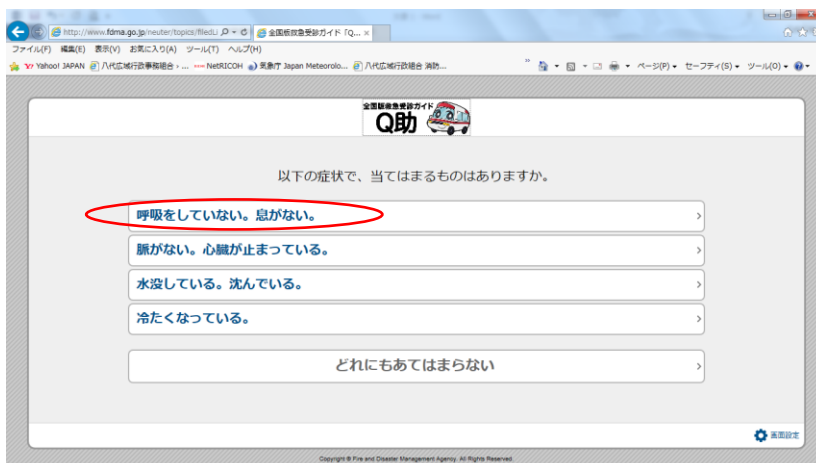 http://www.fdma.go.jp/neuter/topics/filedLi
全国版救急受診ガイド「Q...
ファイル(F) 編集(E) 表示(V) お気に入り(A) ツール(T) ヘルプ(H)
Yahoo! JAPAN 八代広域行政事務組合 › ... NetRICOH 気象庁 Japan Meteorolo... 八代広域行政組合 消防... ページ(P) セーフティ(S) ツール(O)
全国版救急受診ガイド
Q助
以下の症状で、当てはまるものはありますか。
呼吸をしていない。息がない。
脈がない。心臓が止まっている。
水没している。沈んでいる。
冷たくなっている。
どれにもあてはまらない
画面設定
Copyright © Fire and Disaster Management Agency. All Rights Reserved.